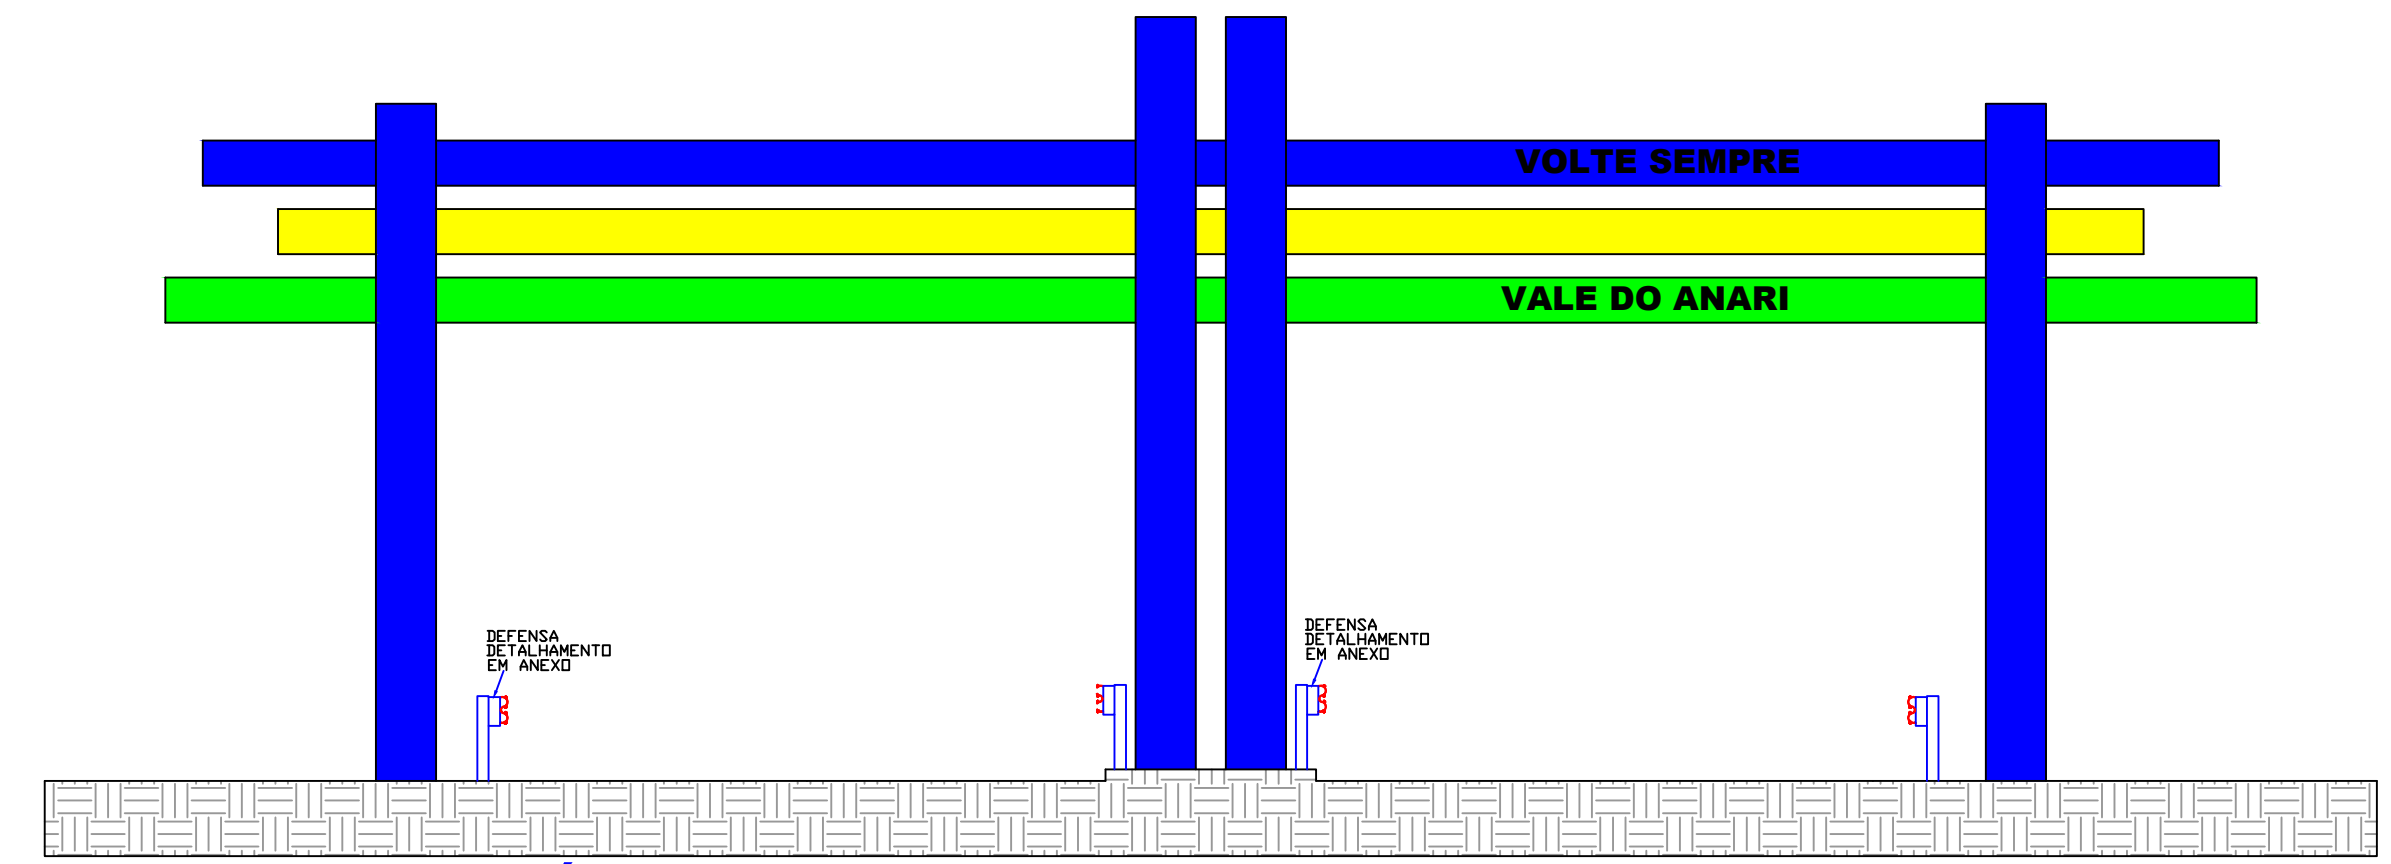 VOLTE SEMPRE
VALE DO ANARI
DEFENSA
DETALHAMENTO
EM ANEXO
DEFENSA
DETALHAMENTO
EM ANEXO